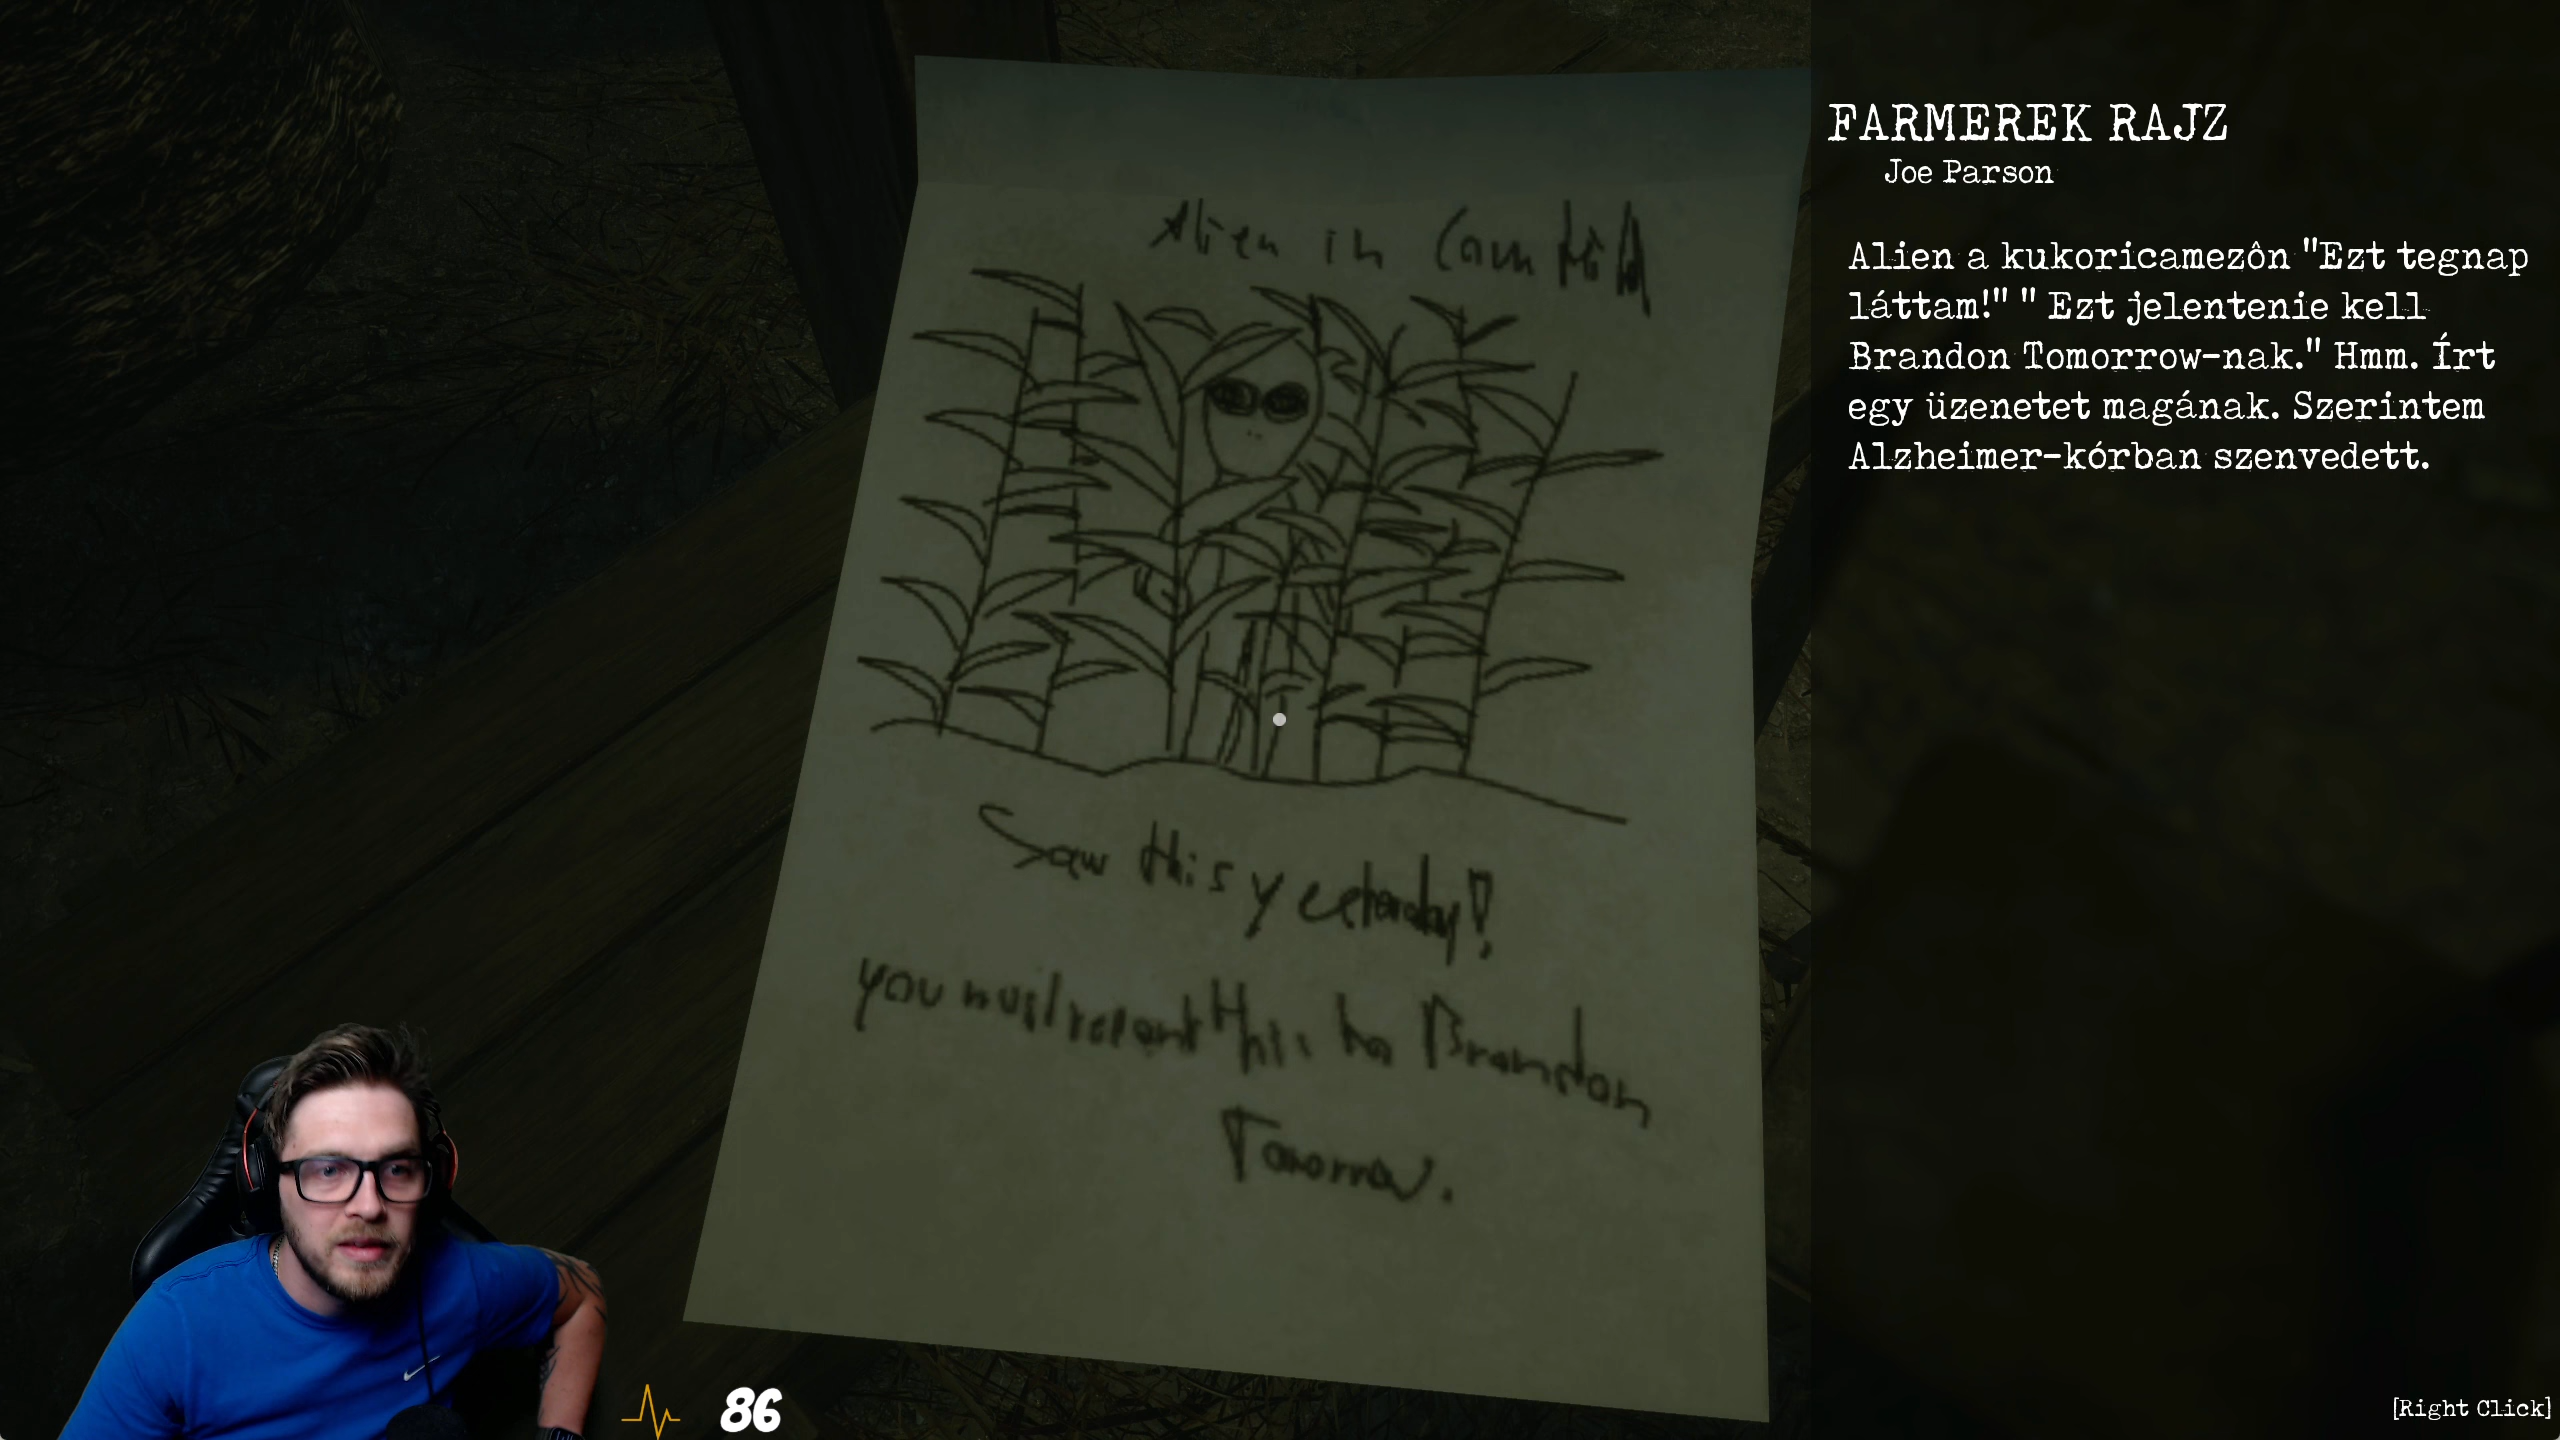 Alien in Corn field
Saw this yesterday!
you must report this to Brandon
Tomorrow.
FARMEREK RAJZ
Joe Parson
Alien a kukoricamezôn "Ezt tegnap
láttam!" " Ezt jelentenie kell
Brandon Tomorrow-nak." Hmm. Írt
egy üzenetet magának. Szerintem
Alzheimer-kórban szenvedett.
86
[Right Click]